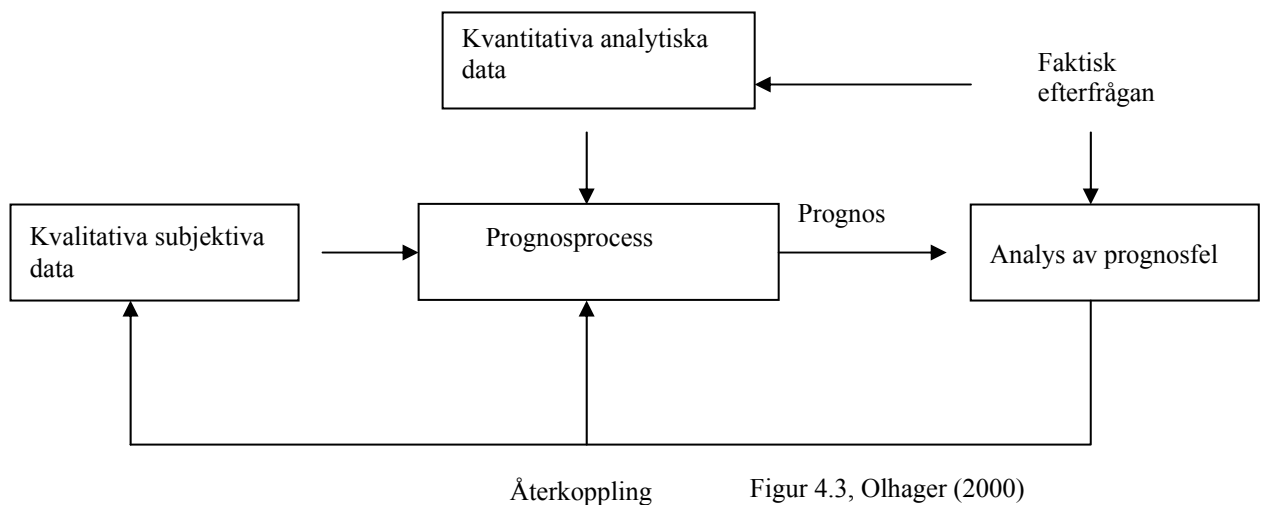 Kvantitativa analytiska
data
Faktisk
efterfrågan
Kvalitativa subjektiva
data
Prognosprocess
Prognos
Analys av prognosfel
Återkoppling
Figur 4.3, Olhager (2000)